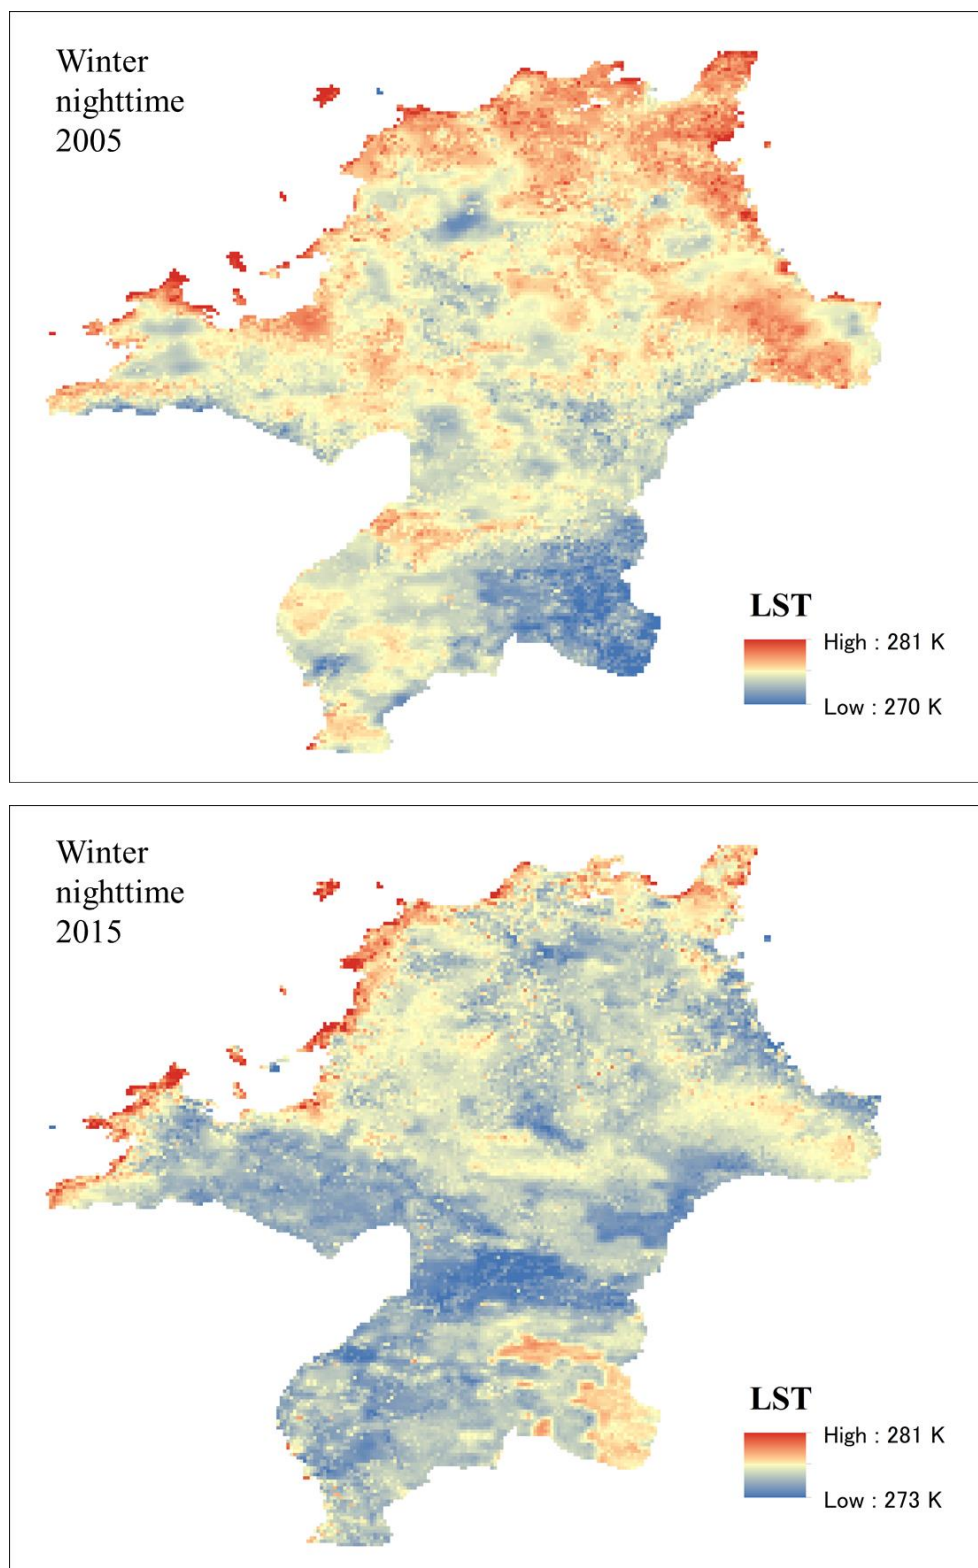 Winter
nighttime
2005
LST
High : 281 K
Low : 270 K
Winter
nighttime
2015
LST
High : 281 K
Low : 273 K